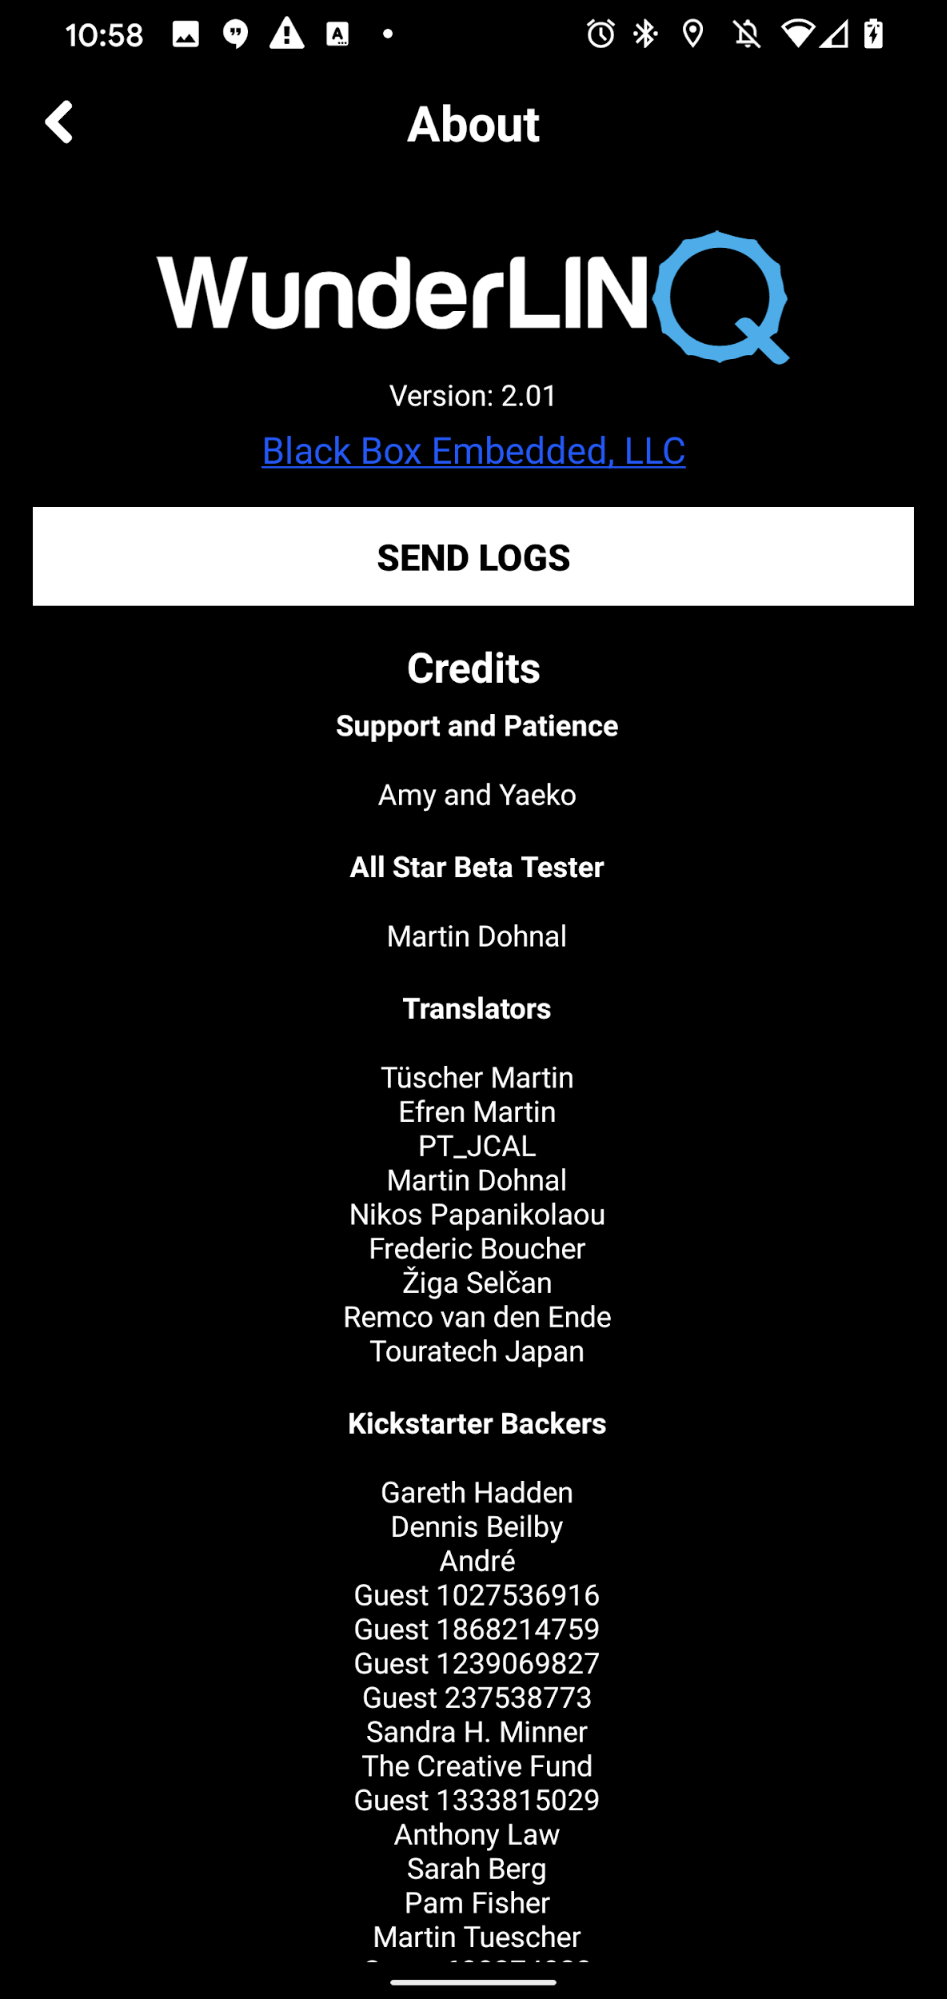 10:58
About
WunderLINQ
Version: 2.01
Black Box Embedded, LLC
SEND LOGS
Credits
Support and Patience
Amy and Yaeko
All Star Beta Tester
Martin Dohnal
Translators
Tüscher Martin
Efren Martin
PT_JCAL
Martin Dohnal
Nikos Papanikolaou
Frederic Boucher
Žiga Selčan
Remco van den Ende
Touratech Japan
Kickstarter Backers
Gareth Hadden
Dennis Beilby
André
Guest 1027536916
Guest 1868214759
Guest 1239069827
Guest 237538773
Sandra H. Minner
The Creative Fund
Guest 1333815029
Anthony Law
Sarah Berg
Pam Fisher
Martin Tuescher